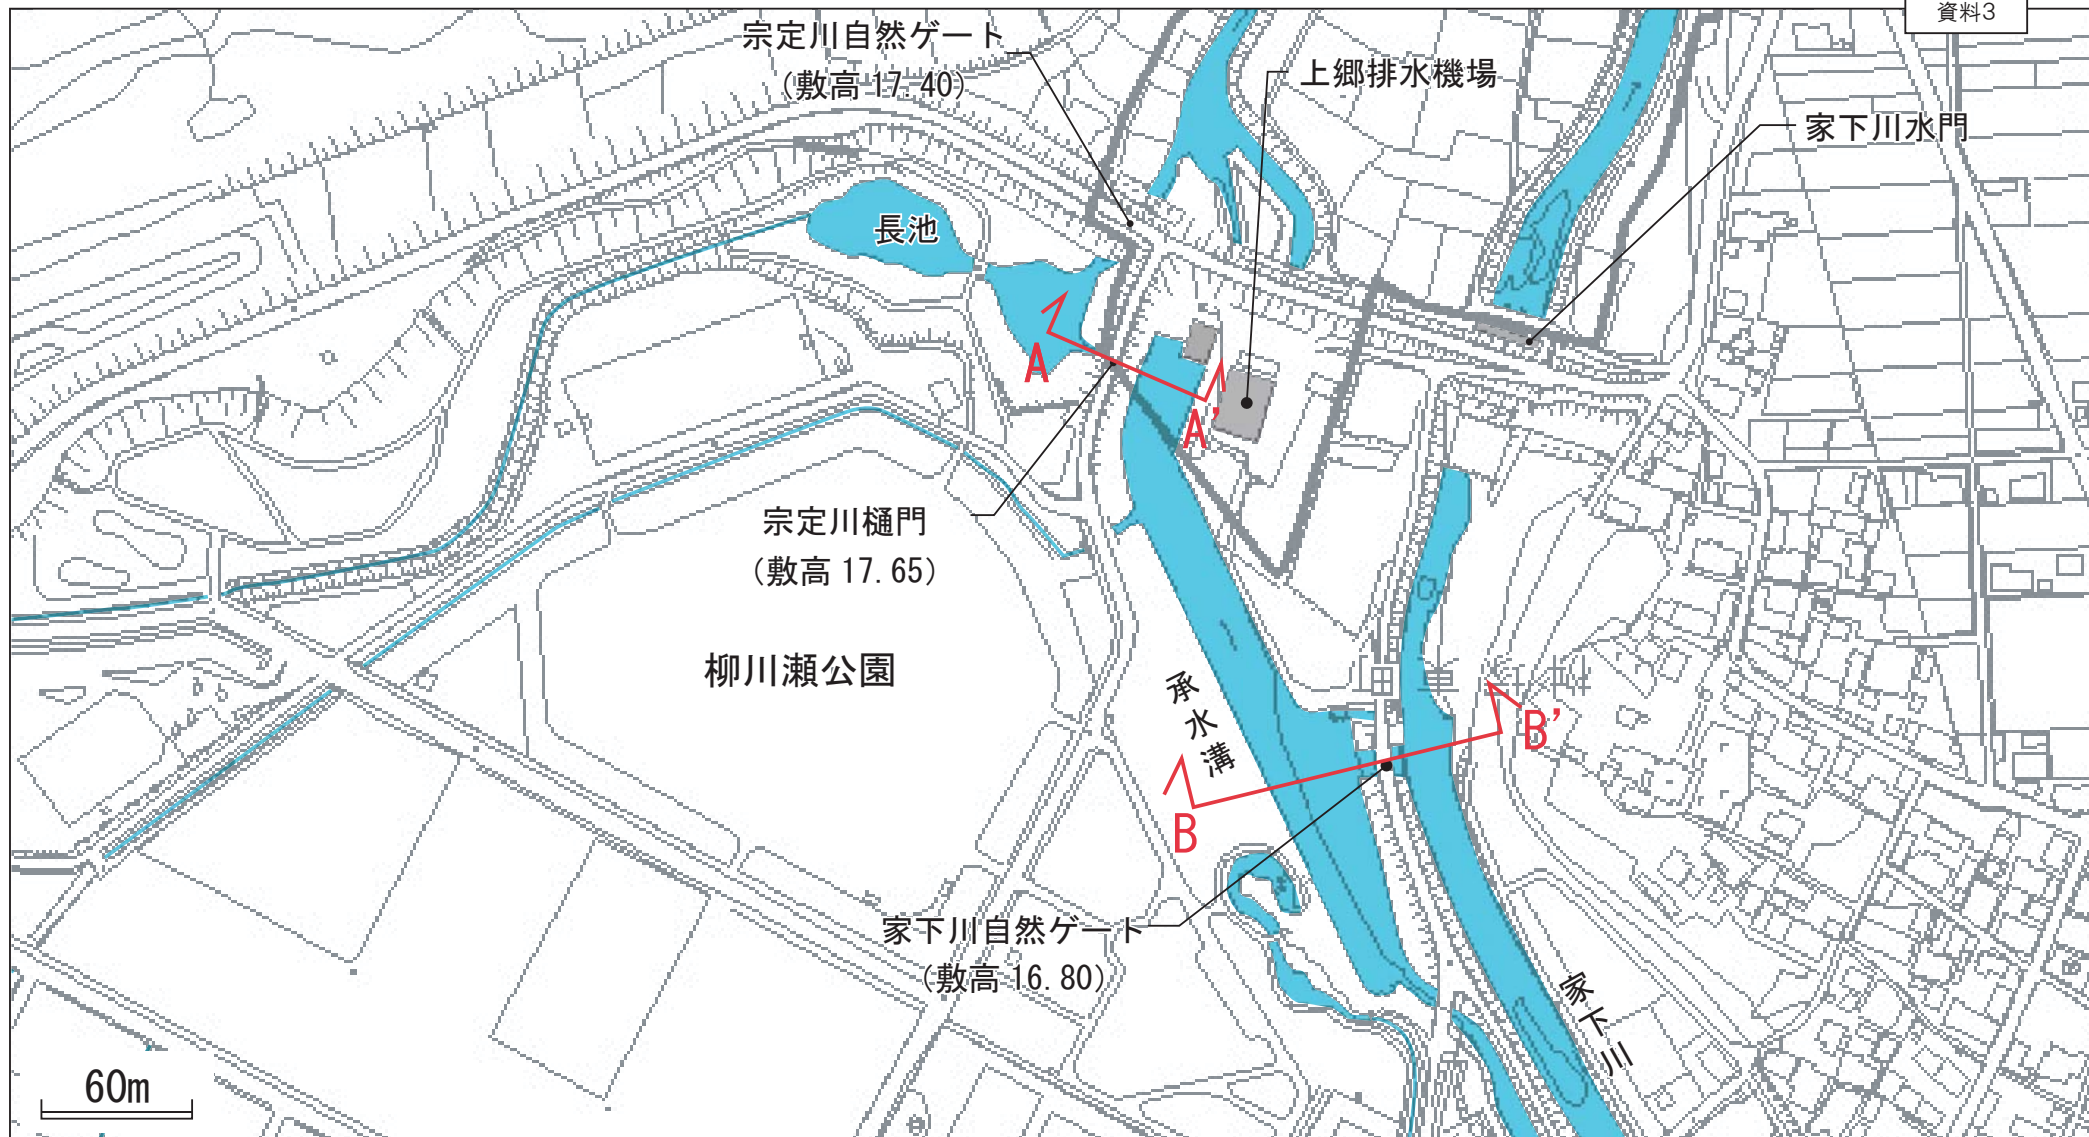 資料3
宗定川自然ゲート
(敷高 17.40)
上郷排水機場
家下川水門
長池
A
A'
宗定川樋門
(敷高 17.65)
柳川瀬公園
承水溝
B
B'
家下川自然ゲート
(敷高 16.80)
家下川
60m